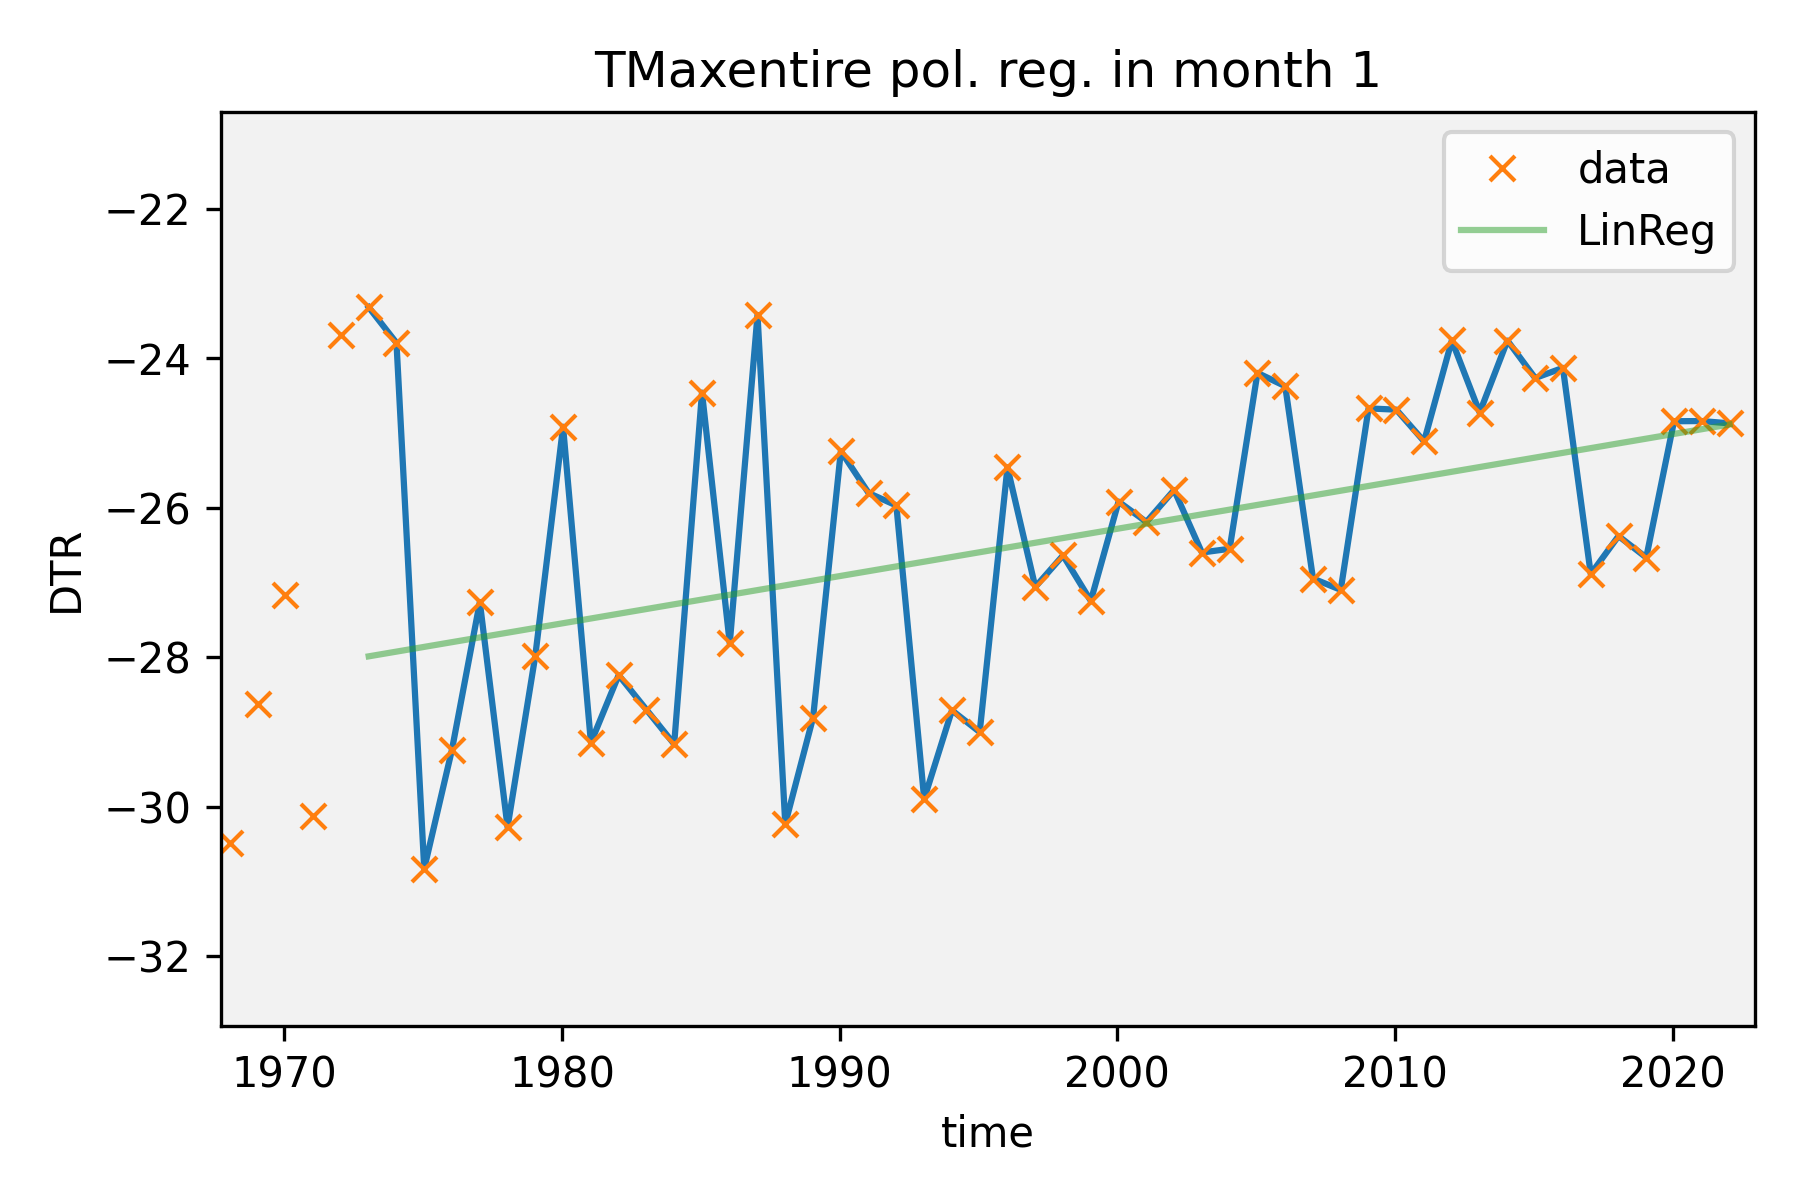 TMaxentire pol. reg. in month 1
data
LinReg
−22
−24
−26
−28
−30
−32
DTR
1970 1980 1990 2000 2010 2020
time